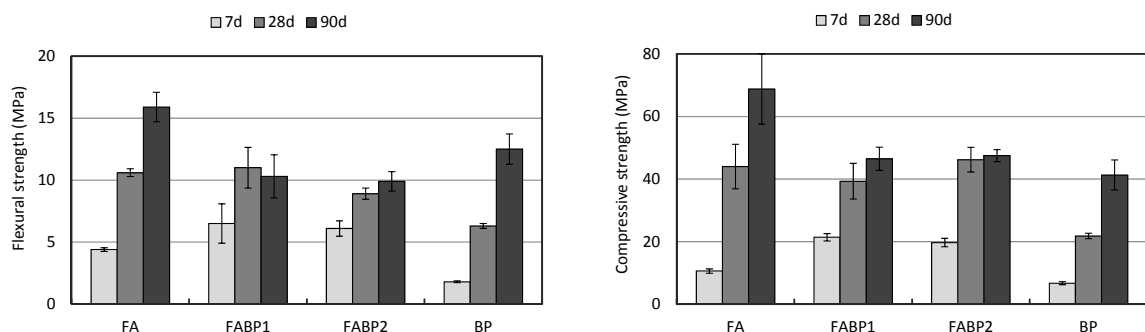 7d 28d 90d
Flexural strength (MPa)
20
15
10
5
0
FA FABP1 FABP2 BP
7d 28d 90d
Compressive strength (MPa)
80
60
40
20
0
FA FABP1 FABP2 BP